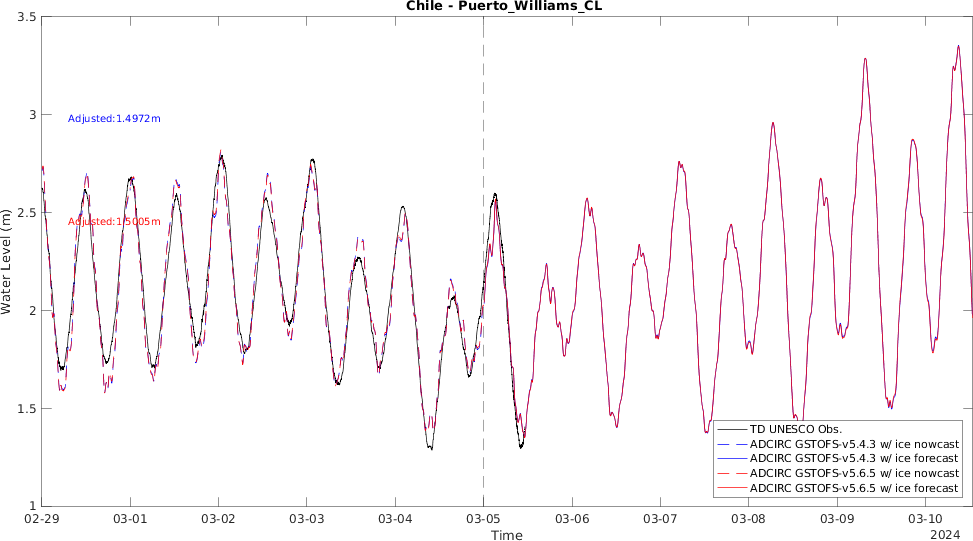 Chile - Puerto_Williams_CL
3.5
3
2.5
2
1.5
1
Water Level (m)
Adjusted:1.4972m
Adjusted:1.5005m
TD UNESCO Obs.
ADCIRC GSTOFS-v5.4.3 w/ ice nowcast
ADCIRC GSTOFS-v5.4.3 w/ ice forecast
ADCIRC GSTOFS-v5.6.5 w/ ice nowcast
ADCIRC GSTOFS-v5.6.5 w/ ice forecast
02-29 03-01 03-02 03-03 03-04 03-05 03-06 03-07 03-08 03-09 03-10
Time
2024